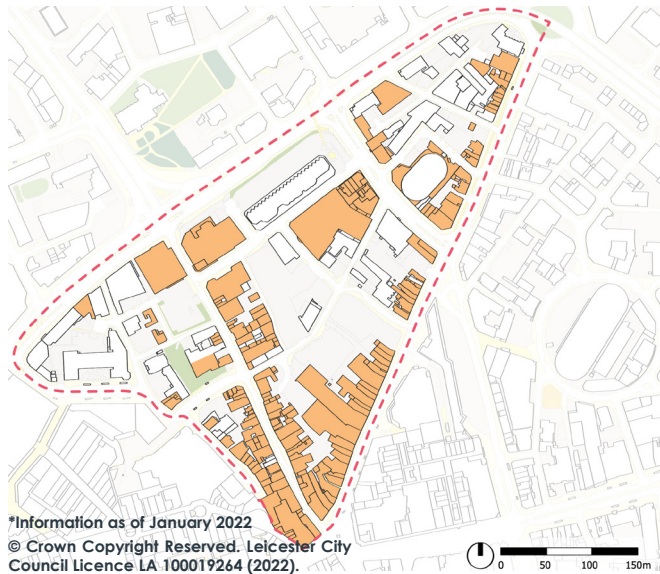 *Information as of January 2022
© Crown Copyright Reserved. Leicester City
Council Licence LA 100019264 (2022).
0 50 100 150m